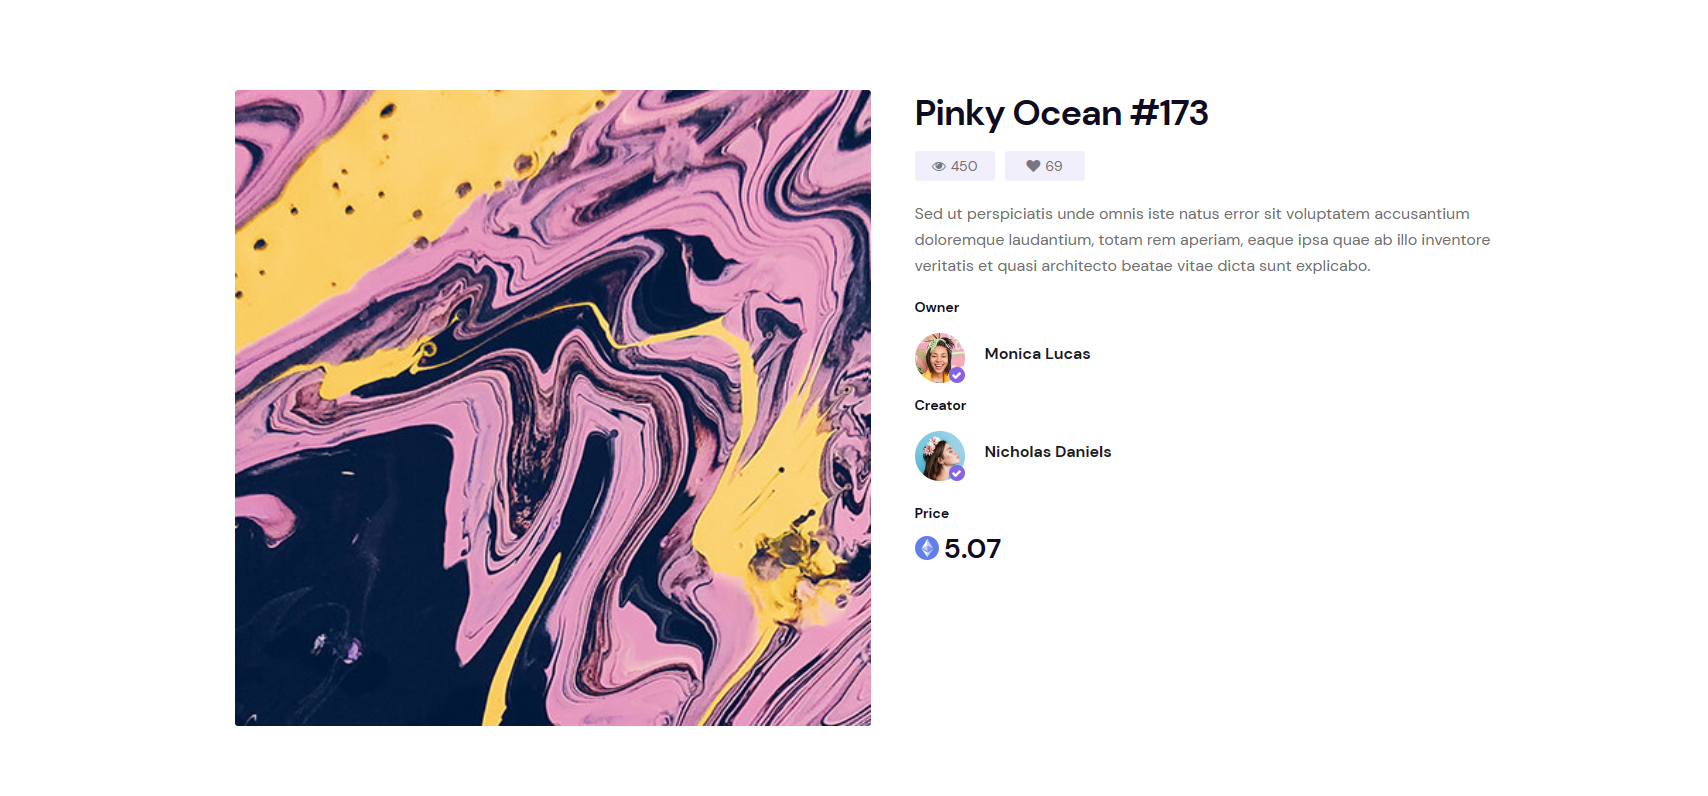 Pinky Ocean #173
450
69
Sed ut perspiciatis unde omnis iste natus error sit voluptatem accusantium
doloremque laudantium, totam rem aperiam, eaque ipsa quae ab illo inventore
veritatis et quasi architecto beatae vitae dicta sunt explicabo.
Owner
Monica Lucas
Creator
Nicholas Daniels
Price
5.07